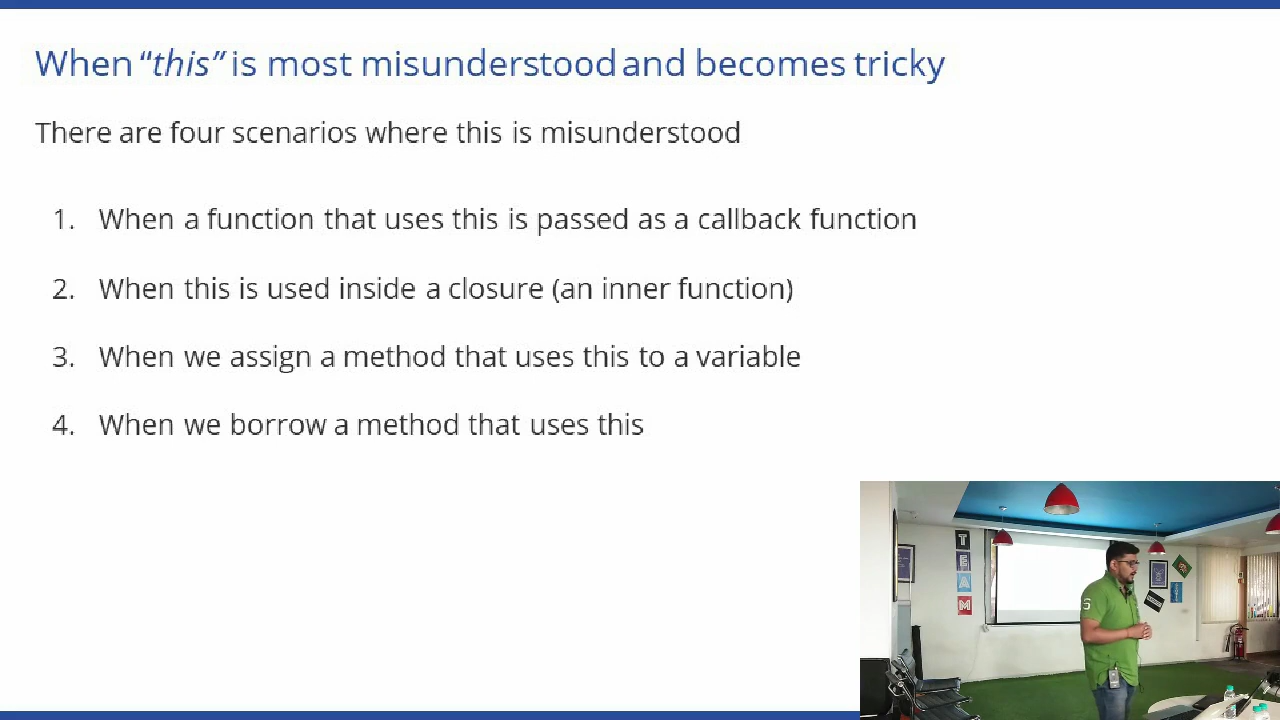 When “this” is most misunderstood and becomes tricky
There are four scenarios where this is misunderstood
1. When a function that uses this is passed as a callback function
2. When this is used inside a closure (an inner function)
3. When we assign a method that uses this to a variable
4. When we borrow a method that uses this
T
E
A
M